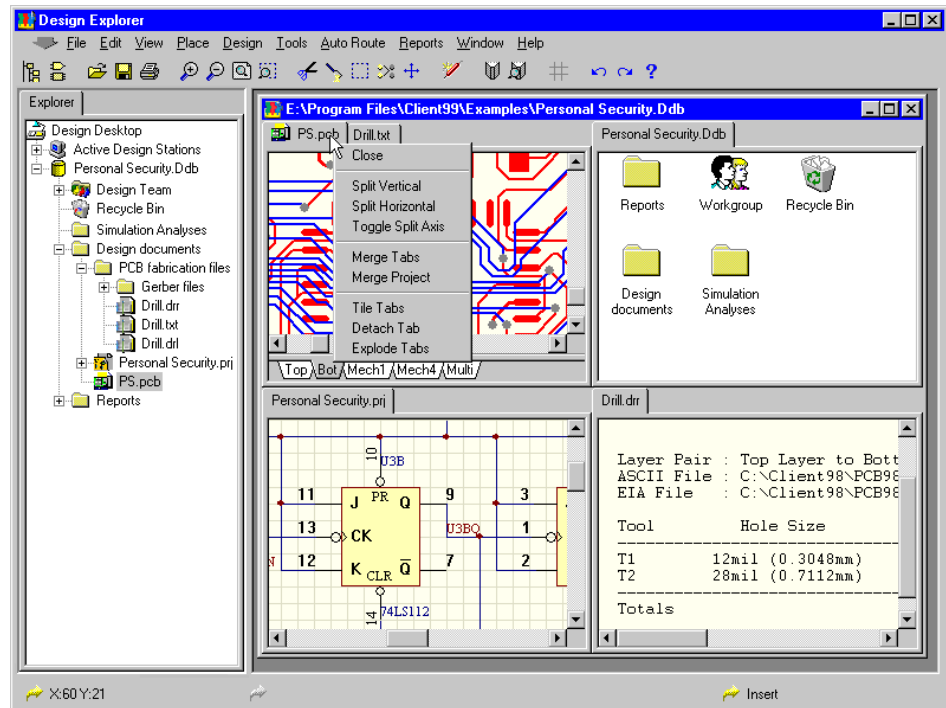 Design Explorer
File Edit View Place Design Tools Auto Route Reports Window Help
Explorer
Design Desktop
Active Design Stations
Personal Security.Ddb
Design Team
Recycle Bin
Simulation Analyses
Design documents
PCB fabrication files
Gerber files
Drill.drr
Drill.txt
Drill.drl
Personal Security.prj
PS.pcb
Reports
E:\Program Files\Client99\Examples\Personal Security.Ddb
PS.pcb Drill.txt
Close
Split Vertical
Split Horizontal
Toggle Split Axis
Merge Tabs
Merge Project
Tile Tabs
Detach Tab
Explode Tabs
Top Bot Mech1 Mech4 Multi
Personal Security.Ddb
Reports Workgroup Recycle Bin
Design documents
Simulation Analyses
Personal Security.prj
10 U3B
11 J PR Q 9 3
13 CK U3BQ 1
N 12 K CLR Q 7 2
14 74LS112
Drill.drr
Layer Pair : Top Layer to Bott
ASCII File : C:\Client98\PCB98
EIA File : C:\Client98\PCB98
Tool Hole Size
T1 12mil (0.3048mm)
T2 28mil (0.7112mm)
Totals
X:60 Y:21
Insert